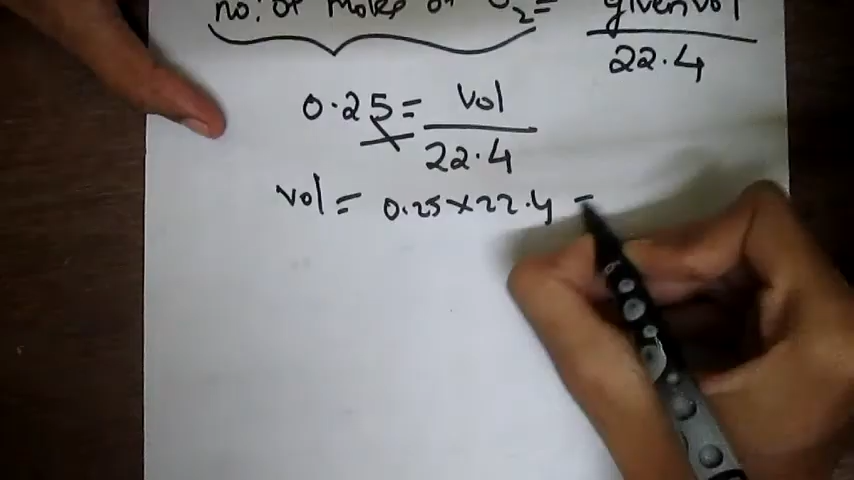 no. of moles of O2 = given vol / 22.4
0.25 = vol / 22.4
vol = 0.25 × 22.4 =